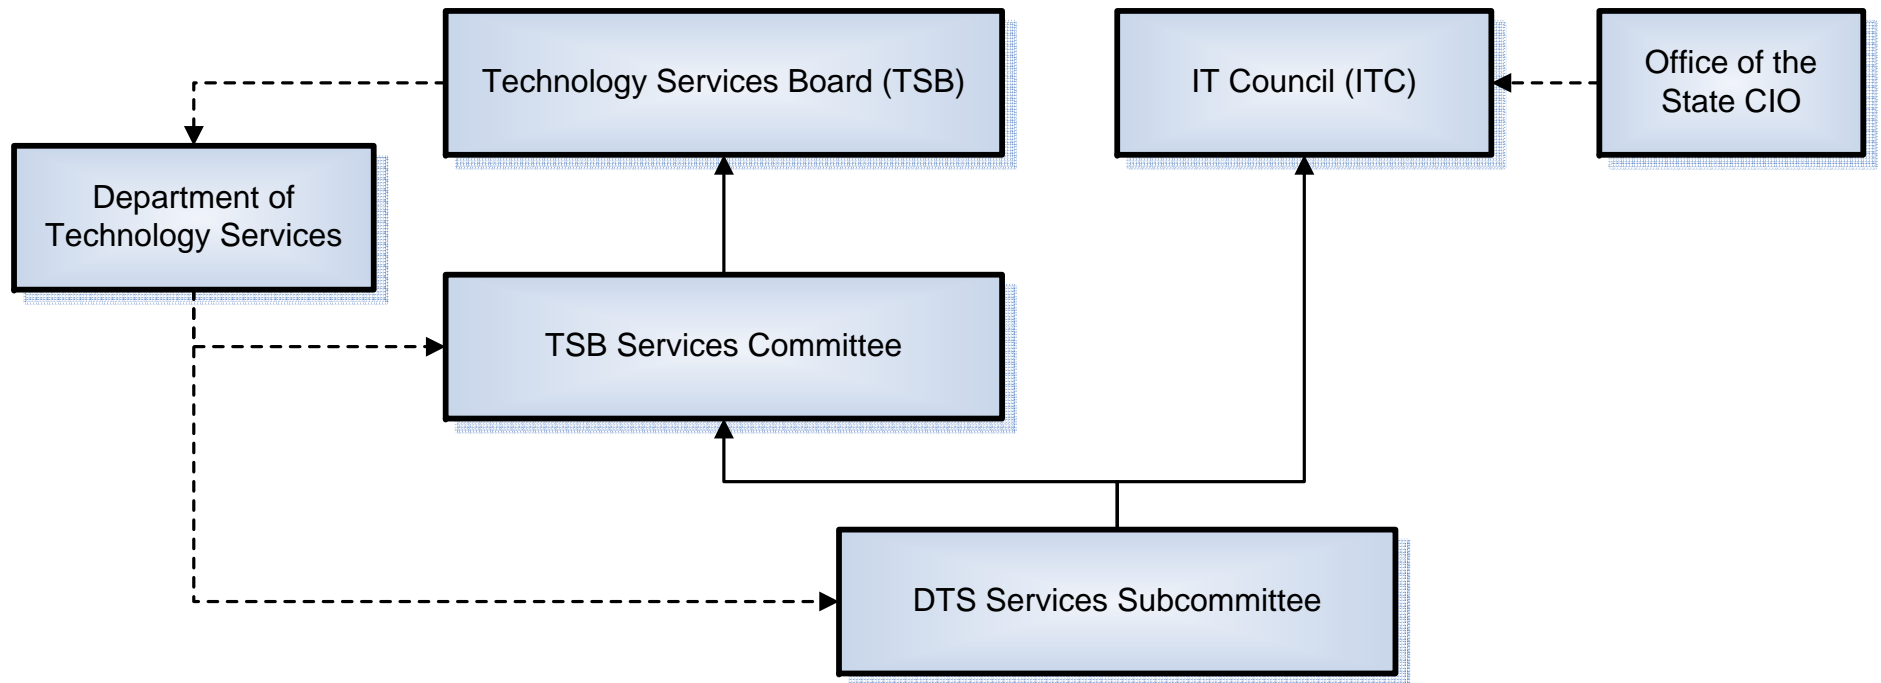 Technology Services Board (TSB)
IT Council (ITC)
Office of the
State CIO
Department of
Technology Services
TSB Services Committee
DTS Services Subcommittee